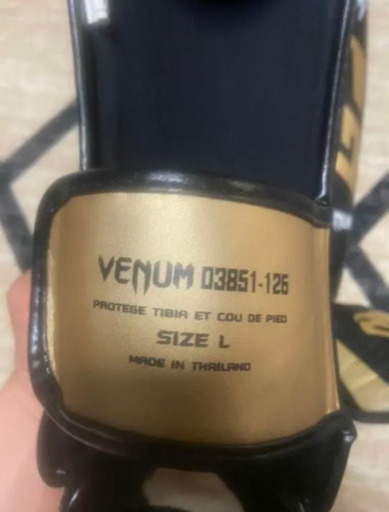 VENUM 03851-126
PROTEGE TIBIA ET COU DE PIED
SIZE L
MADE IN THAILAND